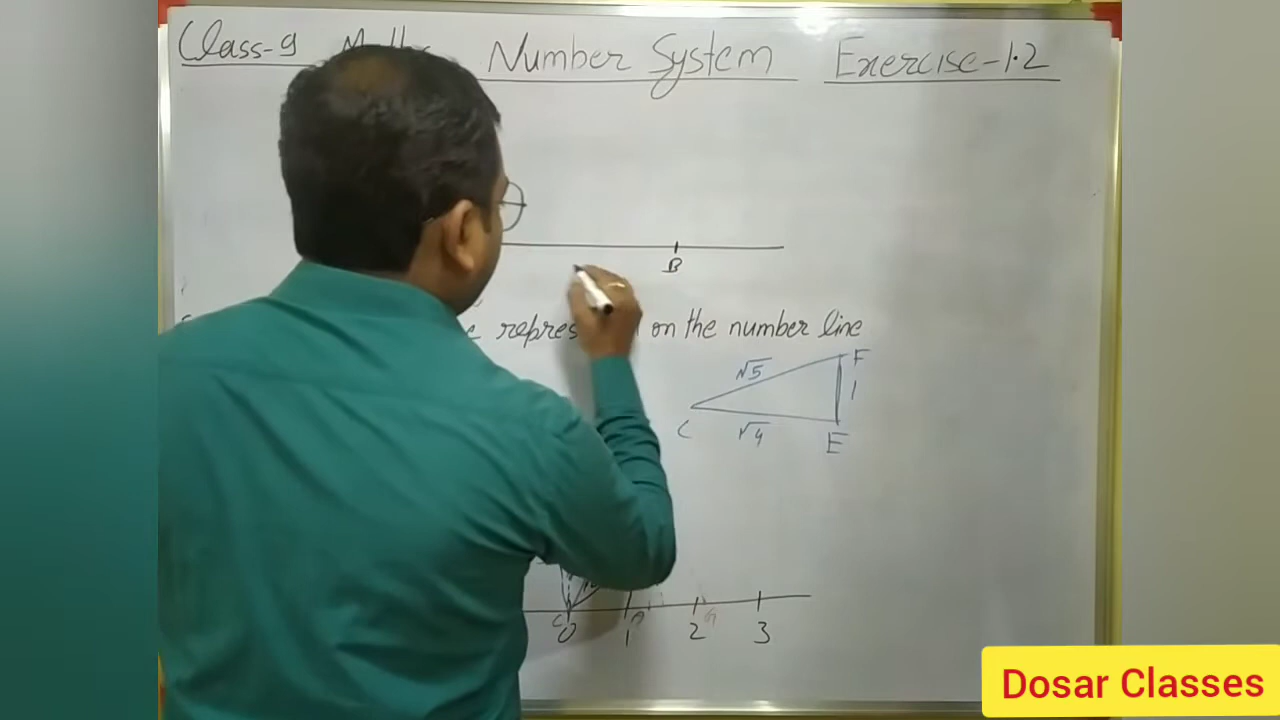 Class-9 Number System Exercise-1.2
B
on the number line
√5 F
1
C √4 E
C
0 1 2 3
Dosar Classes